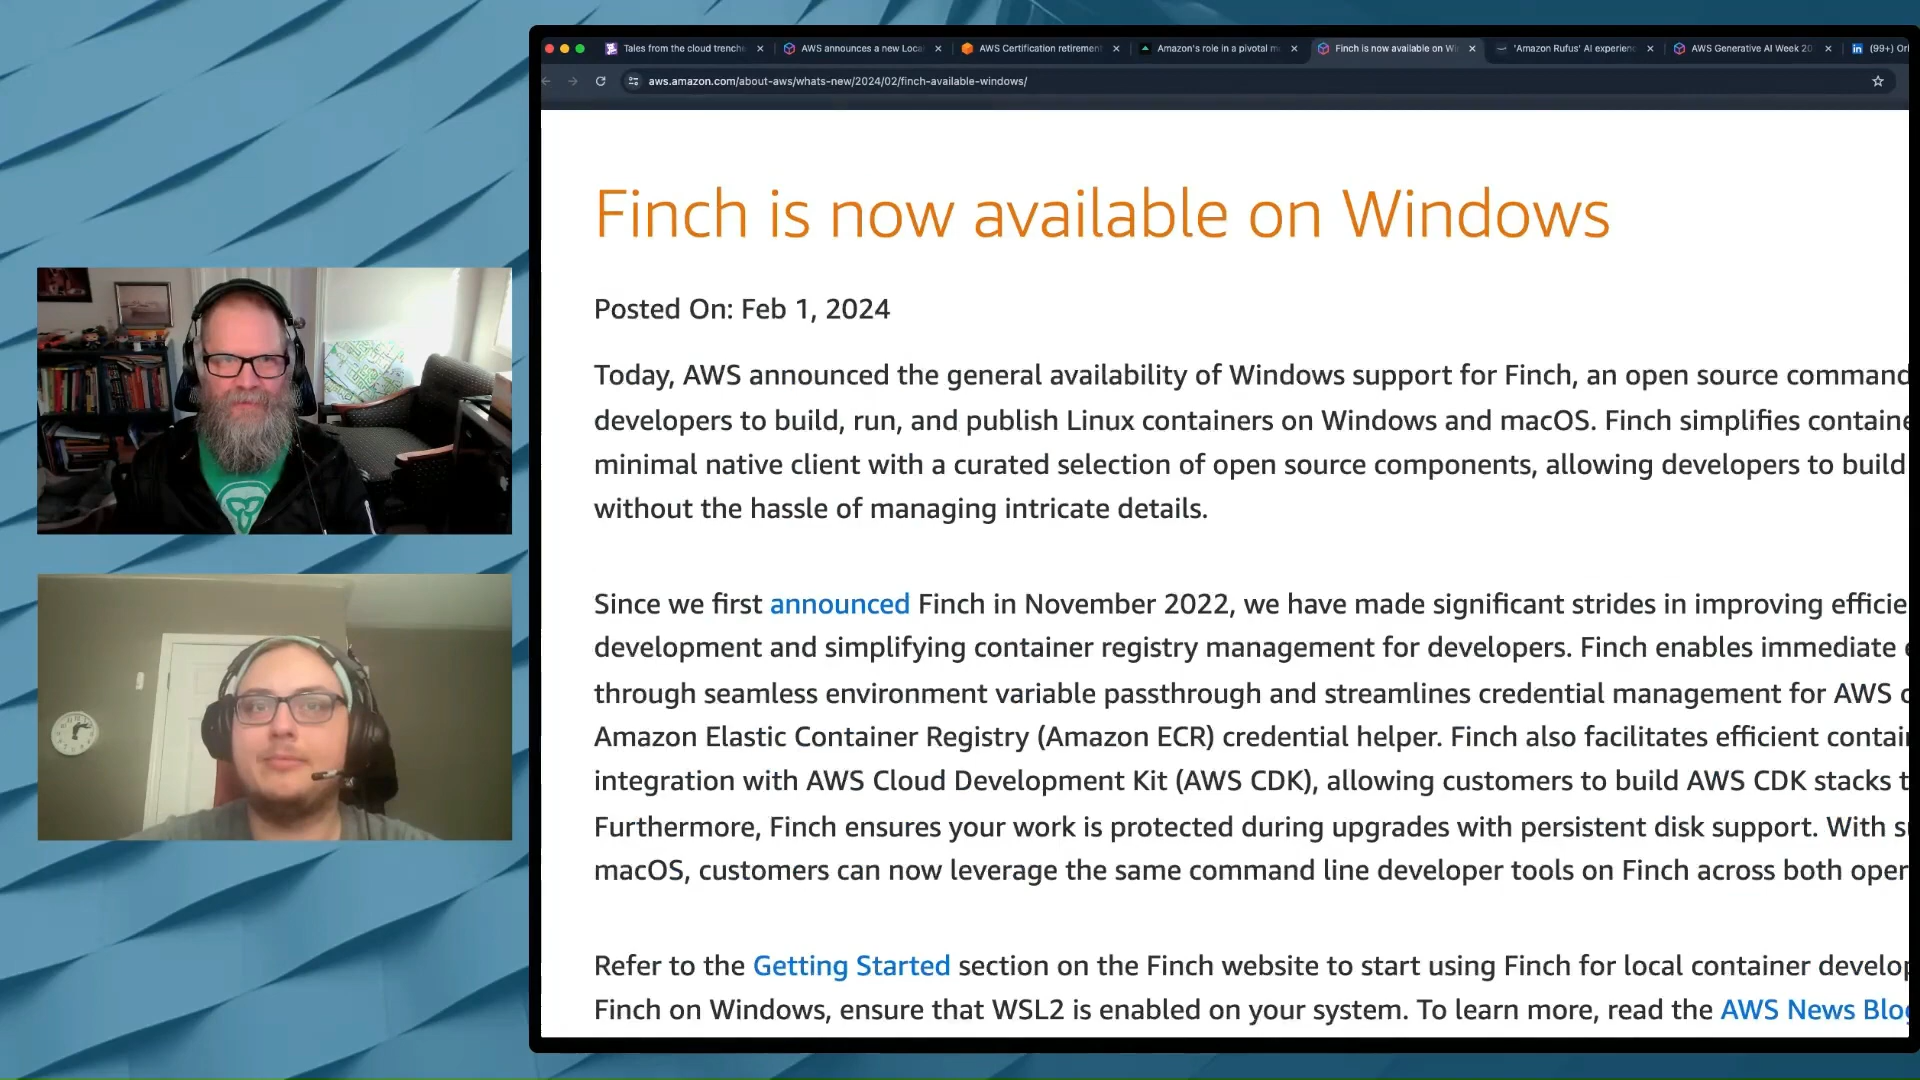 Tales from the cloud trenche
AWS announces a new Loca
AWS Certification retirement
Amazon's role in a pivotal m
Finch is now available on Wi
'Amazon Rufus' AI experienc
AWS Generative AI Week 20
(99+) Or
aws.amazon.com/about-aws/whats-new/2024/02/finch-available-windows/
Finch is now available on Windows
Posted On: Feb 1, 2024
Today, AWS announced the general availability of Windows support for Finch, an open source command
developers to build, run, and publish Linux containers on Windows and macOS. Finch simplifies containe
minimal native client with a curated selection of open source components, allowing developers to build
without the hassle of managing intricate details.
Since we first announced Finch in November 2022, we have made significant strides in improving efficie
development and simplifying container registry management for developers. Finch enables immediate
through seamless environment variable passthrough and streamlines credential management for AWS
Amazon Elastic Container Registry (Amazon ECR) credential helper. Finch also facilitates efficient contai
integration with AWS Cloud Development Kit (AWS CDK), allowing customers to build AWS CDK stacks t
Furthermore, Finch ensures your work is protected during upgrades with persistent disk support. With s
macOS, customers can now leverage the same command line developer tools on Finch across both oper
Refer to the Getting Started section on the Finch website to start using Finch for local container develop
Finch on Windows, ensure that WSL2 is enabled on your system. To learn more, read the AWS News Blog